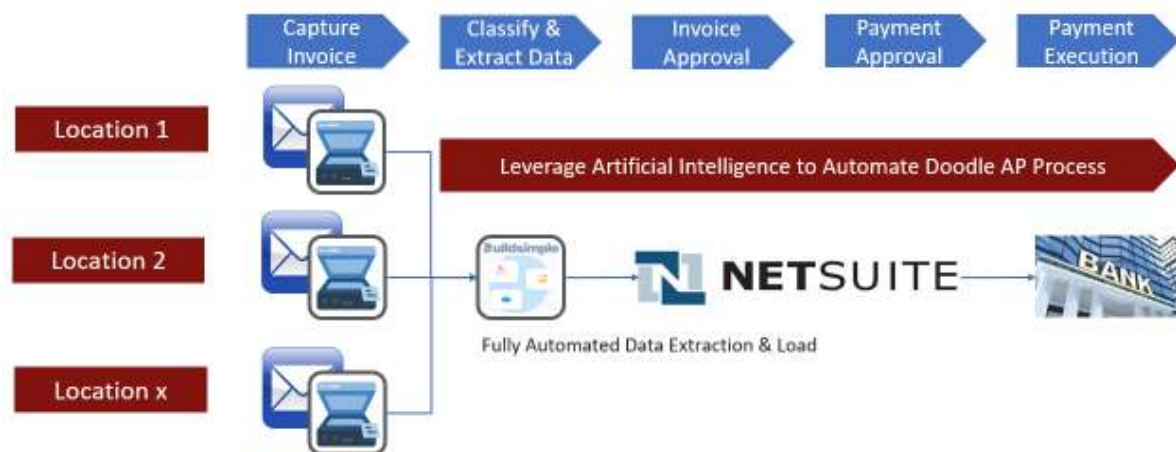 Capture
Invoice
Classify &
Extract Data
Invoice
Approval
Payment
Approval
Payment
Execution
Location 1
Leverage Artificial Intelligence to Automate Doodle AP Process
Location 2
Buildsimple
NETSUITE
BANK
Fully Automated Data Extraction & Load
Location x